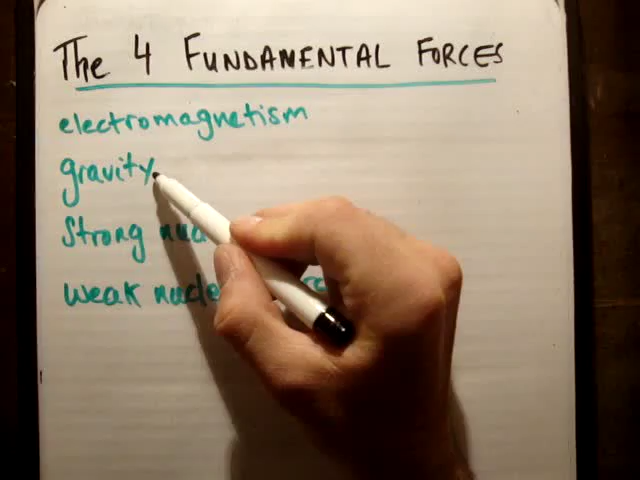 The 4 FUNDAMENTAL FORCES
electromagnetism
gravity
Strong
weak